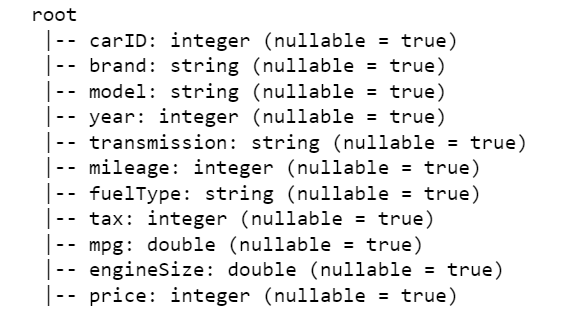 root
 |-- carID: integer (nullable = true)
 |-- brand: string (nullable = true)
 |-- model: string (nullable = true)
 |-- year: integer (nullable = true)
 |-- transmission: string (nullable = true)
 |-- mileage: integer (nullable = true)
 |-- fuelType: string (nullable = true)
 |-- tax: integer (nullable = true)
 |-- mpg: double (nullable = true)
 |-- engineSize: double (nullable = true)
 |-- price: integer (nullable = true)